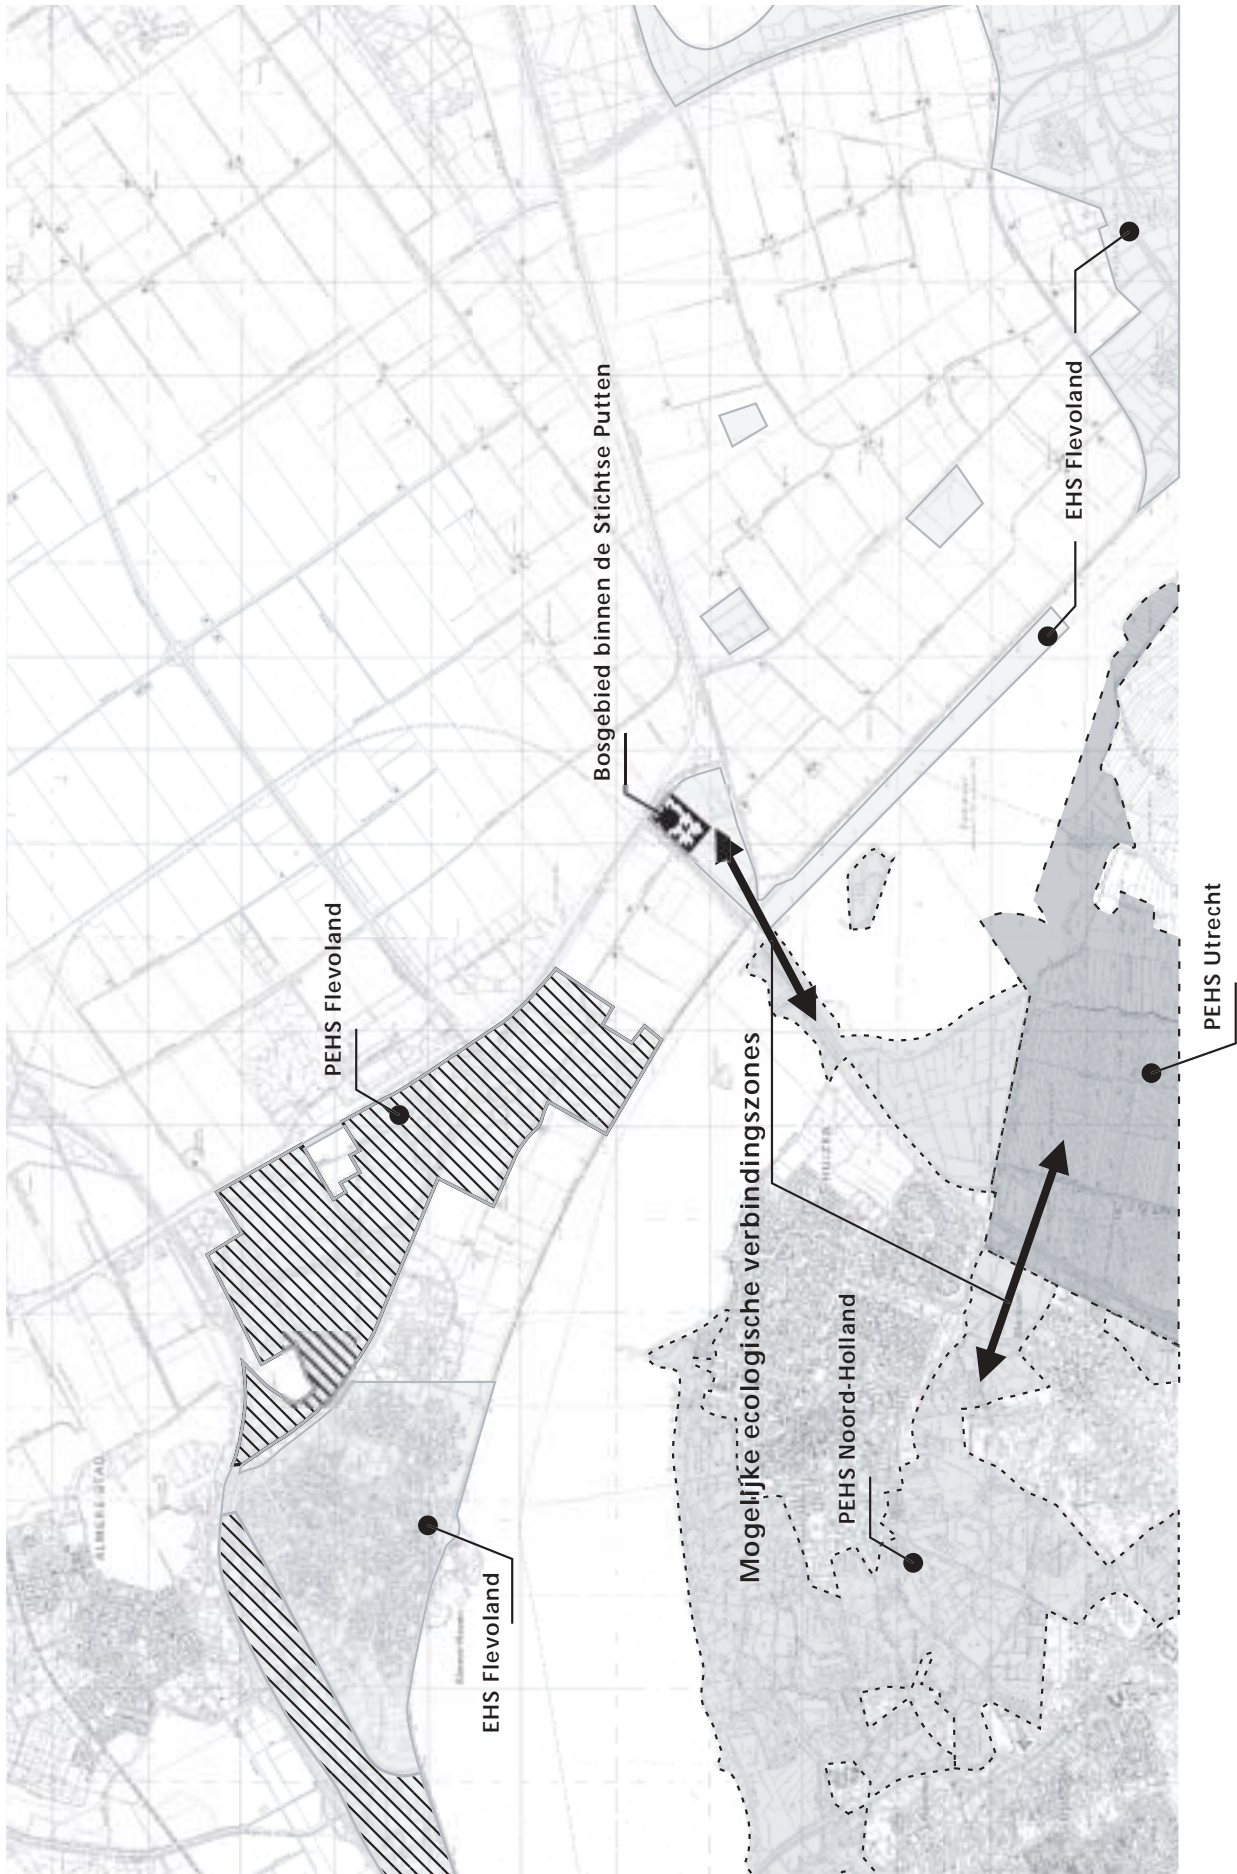 Bosgebied binnen de Stichtse Putten
EHS Flevoland
PEHS Flevoland
PEHS Utrecht
Mogelijke ecologische verbindingszones
PEHS Noord-Holland
EHS Flevoland
HUIZEN